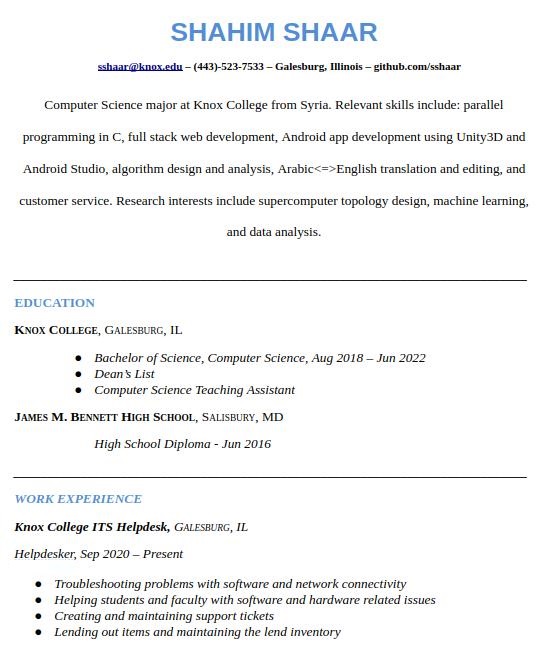 SHAHIM SHAAR
sshaar@knox.edu – (443)-523-7533 – Galesburg, Illinois – github.com/sshaar
Computer Science major at Knox College from Syria. Relevant skills include: parallel
programming in C, full stack web development, Android app development using Unity3D and
Android Studio, algorithm design and analysis, Arabic<=>English translation and editing, and
customer service. Research interests include supercomputer topology design, machine learning,
and data analysis.
EDUCATION
Knox College, Galesburg, IL
● Bachelor of Science, Computer Science, Aug 2018 – Jun 2022
● Dean’s List
● Computer Science Teaching Assistant
James M. Bennett High School, Salisbury, MD
High School Diploma - Jun 2016
WORK EXPERIENCE
Knox College ITS Helpdesk, Galesburg, IL
Helpdesker, Sep 2020 – Present
● Troubleshooting problems with software and network connectivity
● Helping students and faculty with software and hardware related issues
● Creating and maintaining support tickets
● Lending out items and maintaining the lend inventory